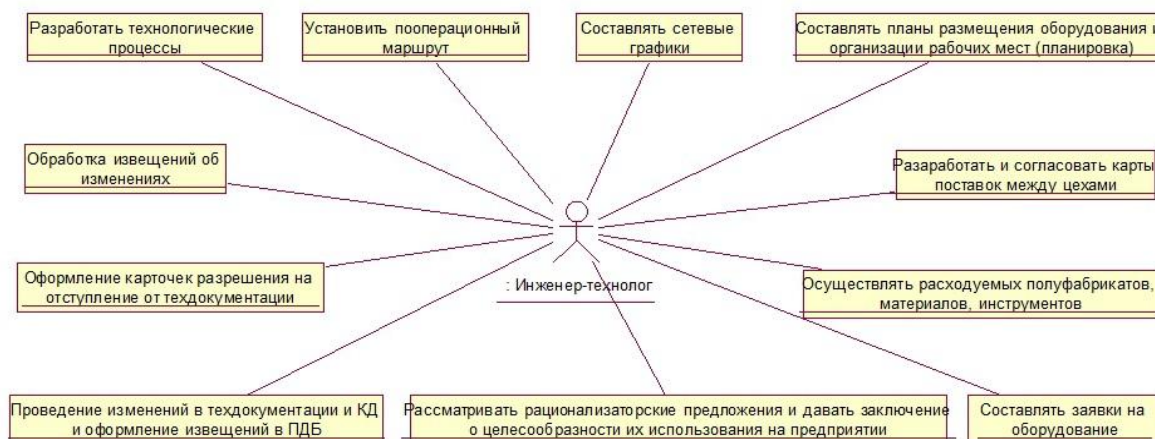 Разработать технологические
процессы
Установить пооперационный
маршрут
Составлять сетевые
графики
Составлять планы размещения оборудования и
организации рабочих мест (планировка)
Обработка извещений об
изменениях
Разаработать и согласовать карты
поставок между цехами
Оформление карточек разрешения на
отступление от техдокументации
: Инженер-технолог
Осуществлять расходуемых полуфабрикатов,
материалов, инструментов
Проведение изменений в техдокументации и КД
и оформление извещений в ПДБ
Рассматривать рационализаторские предложения и давать заключение
о целесообразности их использования на предприятии
Составлять заявки на
оборудование